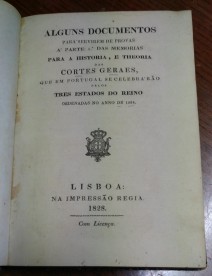 ALGUNS DOCUMENTOS
PARA SERVIREM DE PROVAS
Á PARTE 2.ª DAS MEMORIAS
PARA A HISTORIA, E THEORIA
DAS
CORTES GERAES,
QUE EM PORTUGAL SE CELEBRARÃO
PELOS
TRES ESTADOS DO REINO
ORDENADAS NO ANNO DE 1824.
LISBOA:
NA IMPRESSÃO REGIA.
1828.
Com Licença.